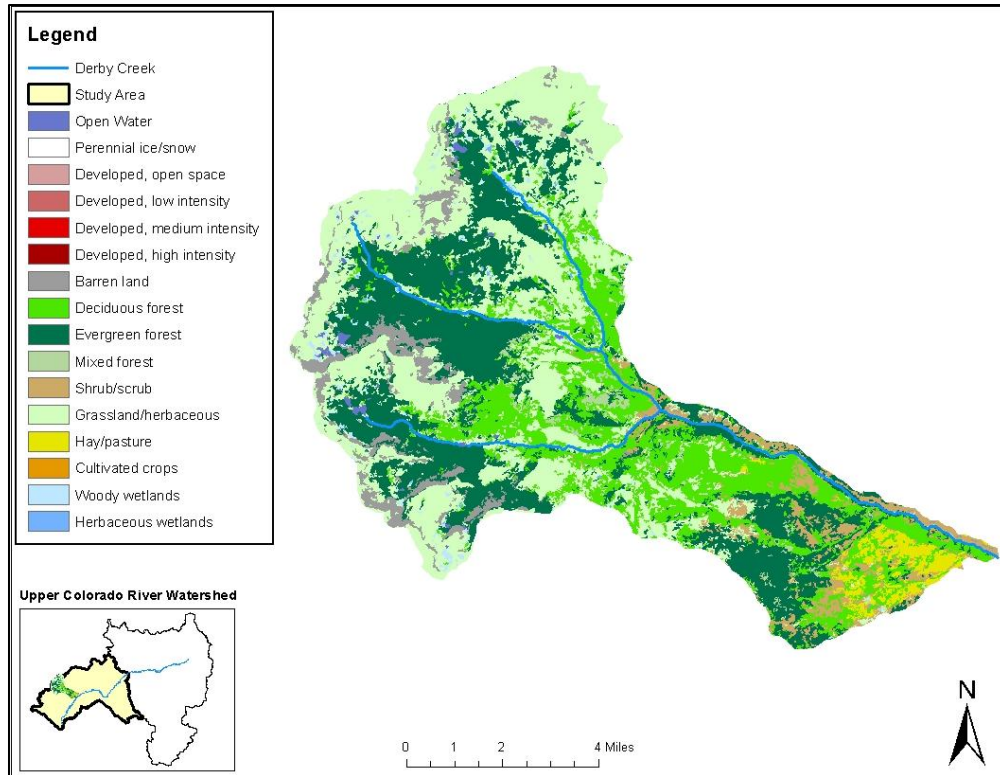 Legend
Derby Creek
Study Area
Open Water
Perennial ice/snow
Developed, open space
Developed, low intensity
Developed, medium intensity
Developed, high intensity
Barren land
Deciduous forest
Evergreen forest
Mixed forest
Shrub/scrub
Grassland/herbaceous
Hay/pasture
Cultivated crops
Woody wetlands
Herbaceous wetlands
Upper Colorado River Watershed
0 1 2 4 Miles
N